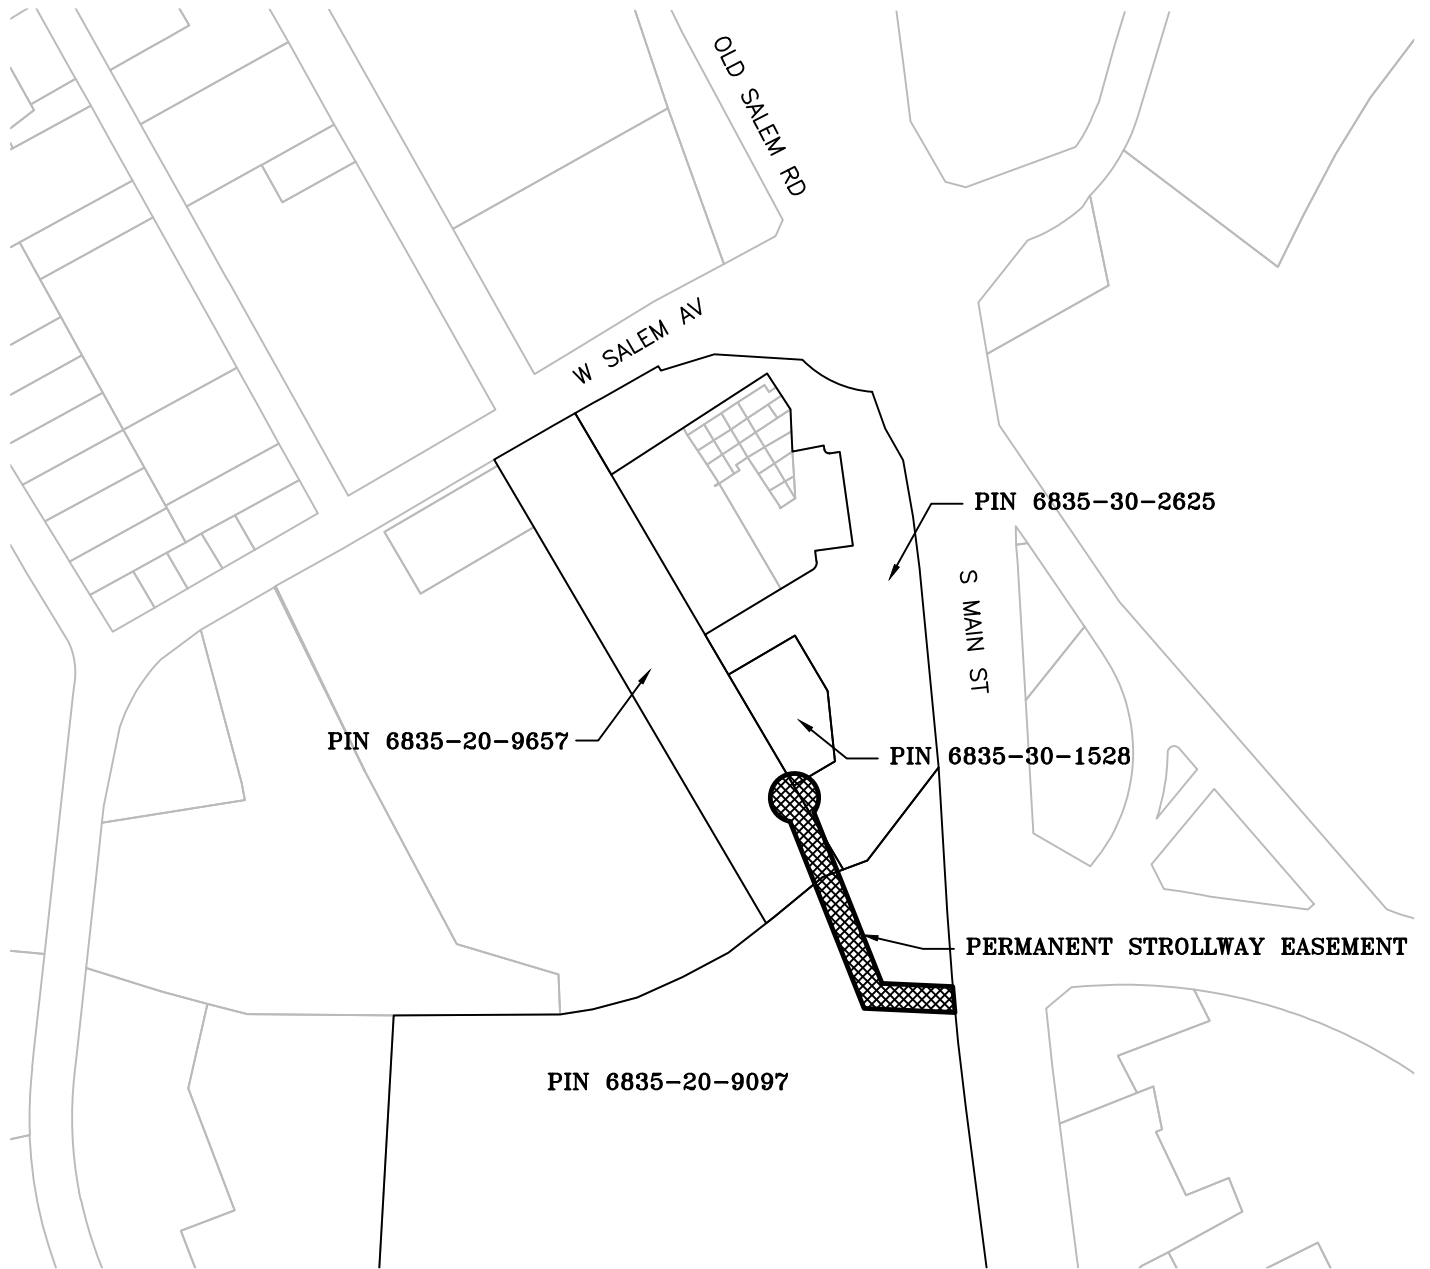 OLD SALEM RD
W SALEM AV
PIN 6835-30-2625
S MAIN ST
PIN 6835-20-9657
PIN 6835-30-1528
PERMANENT STROLLWAY EASEMENT
PIN 6835-20-9097